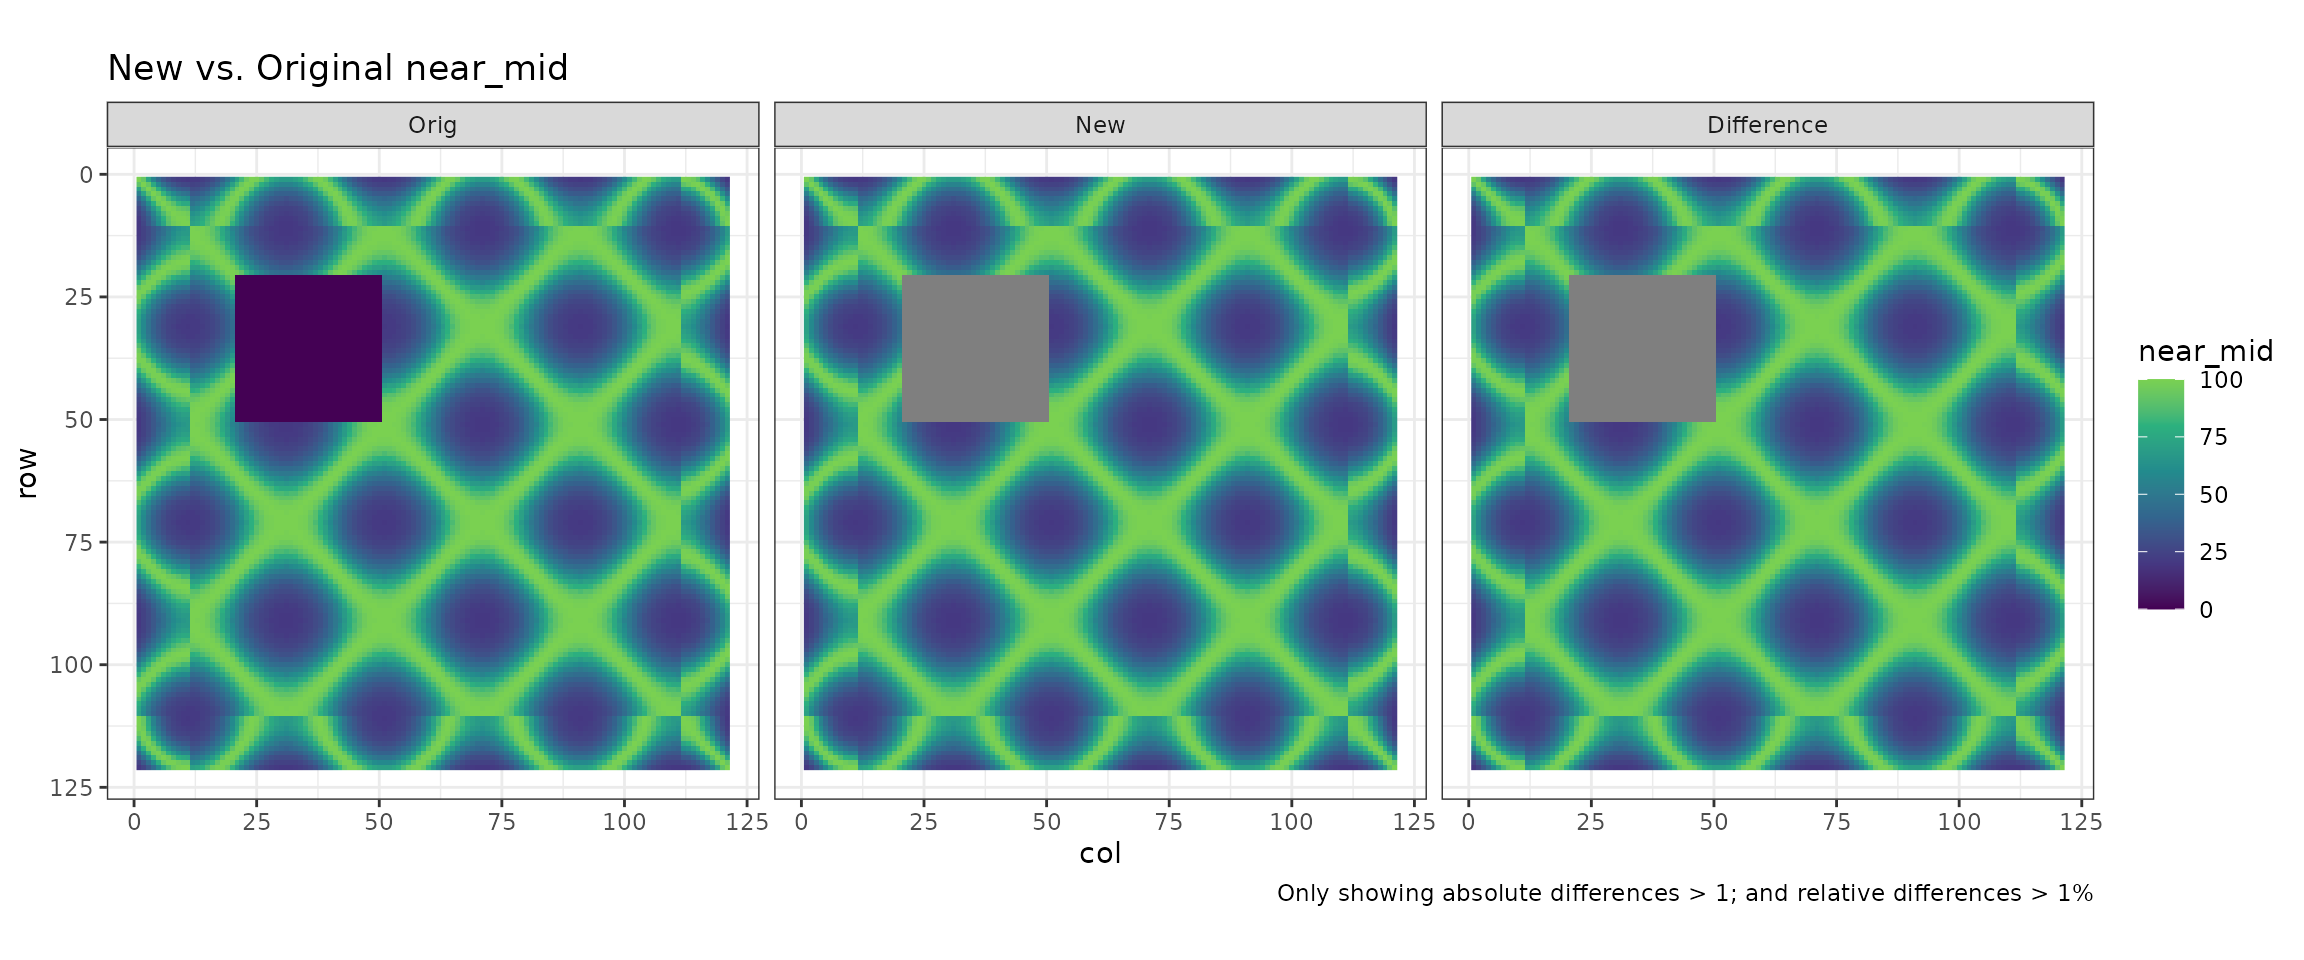 New vs. Original near_mid
Orig New Difference
row
0
25
50
75
100
125
0 25 50 75 100 125 0 25 50 75 100 125 0 25 50 75 100 125
col
near_mid
100
75
50
25
0
Only showing absolute differences > 1; and relative differences > 1%